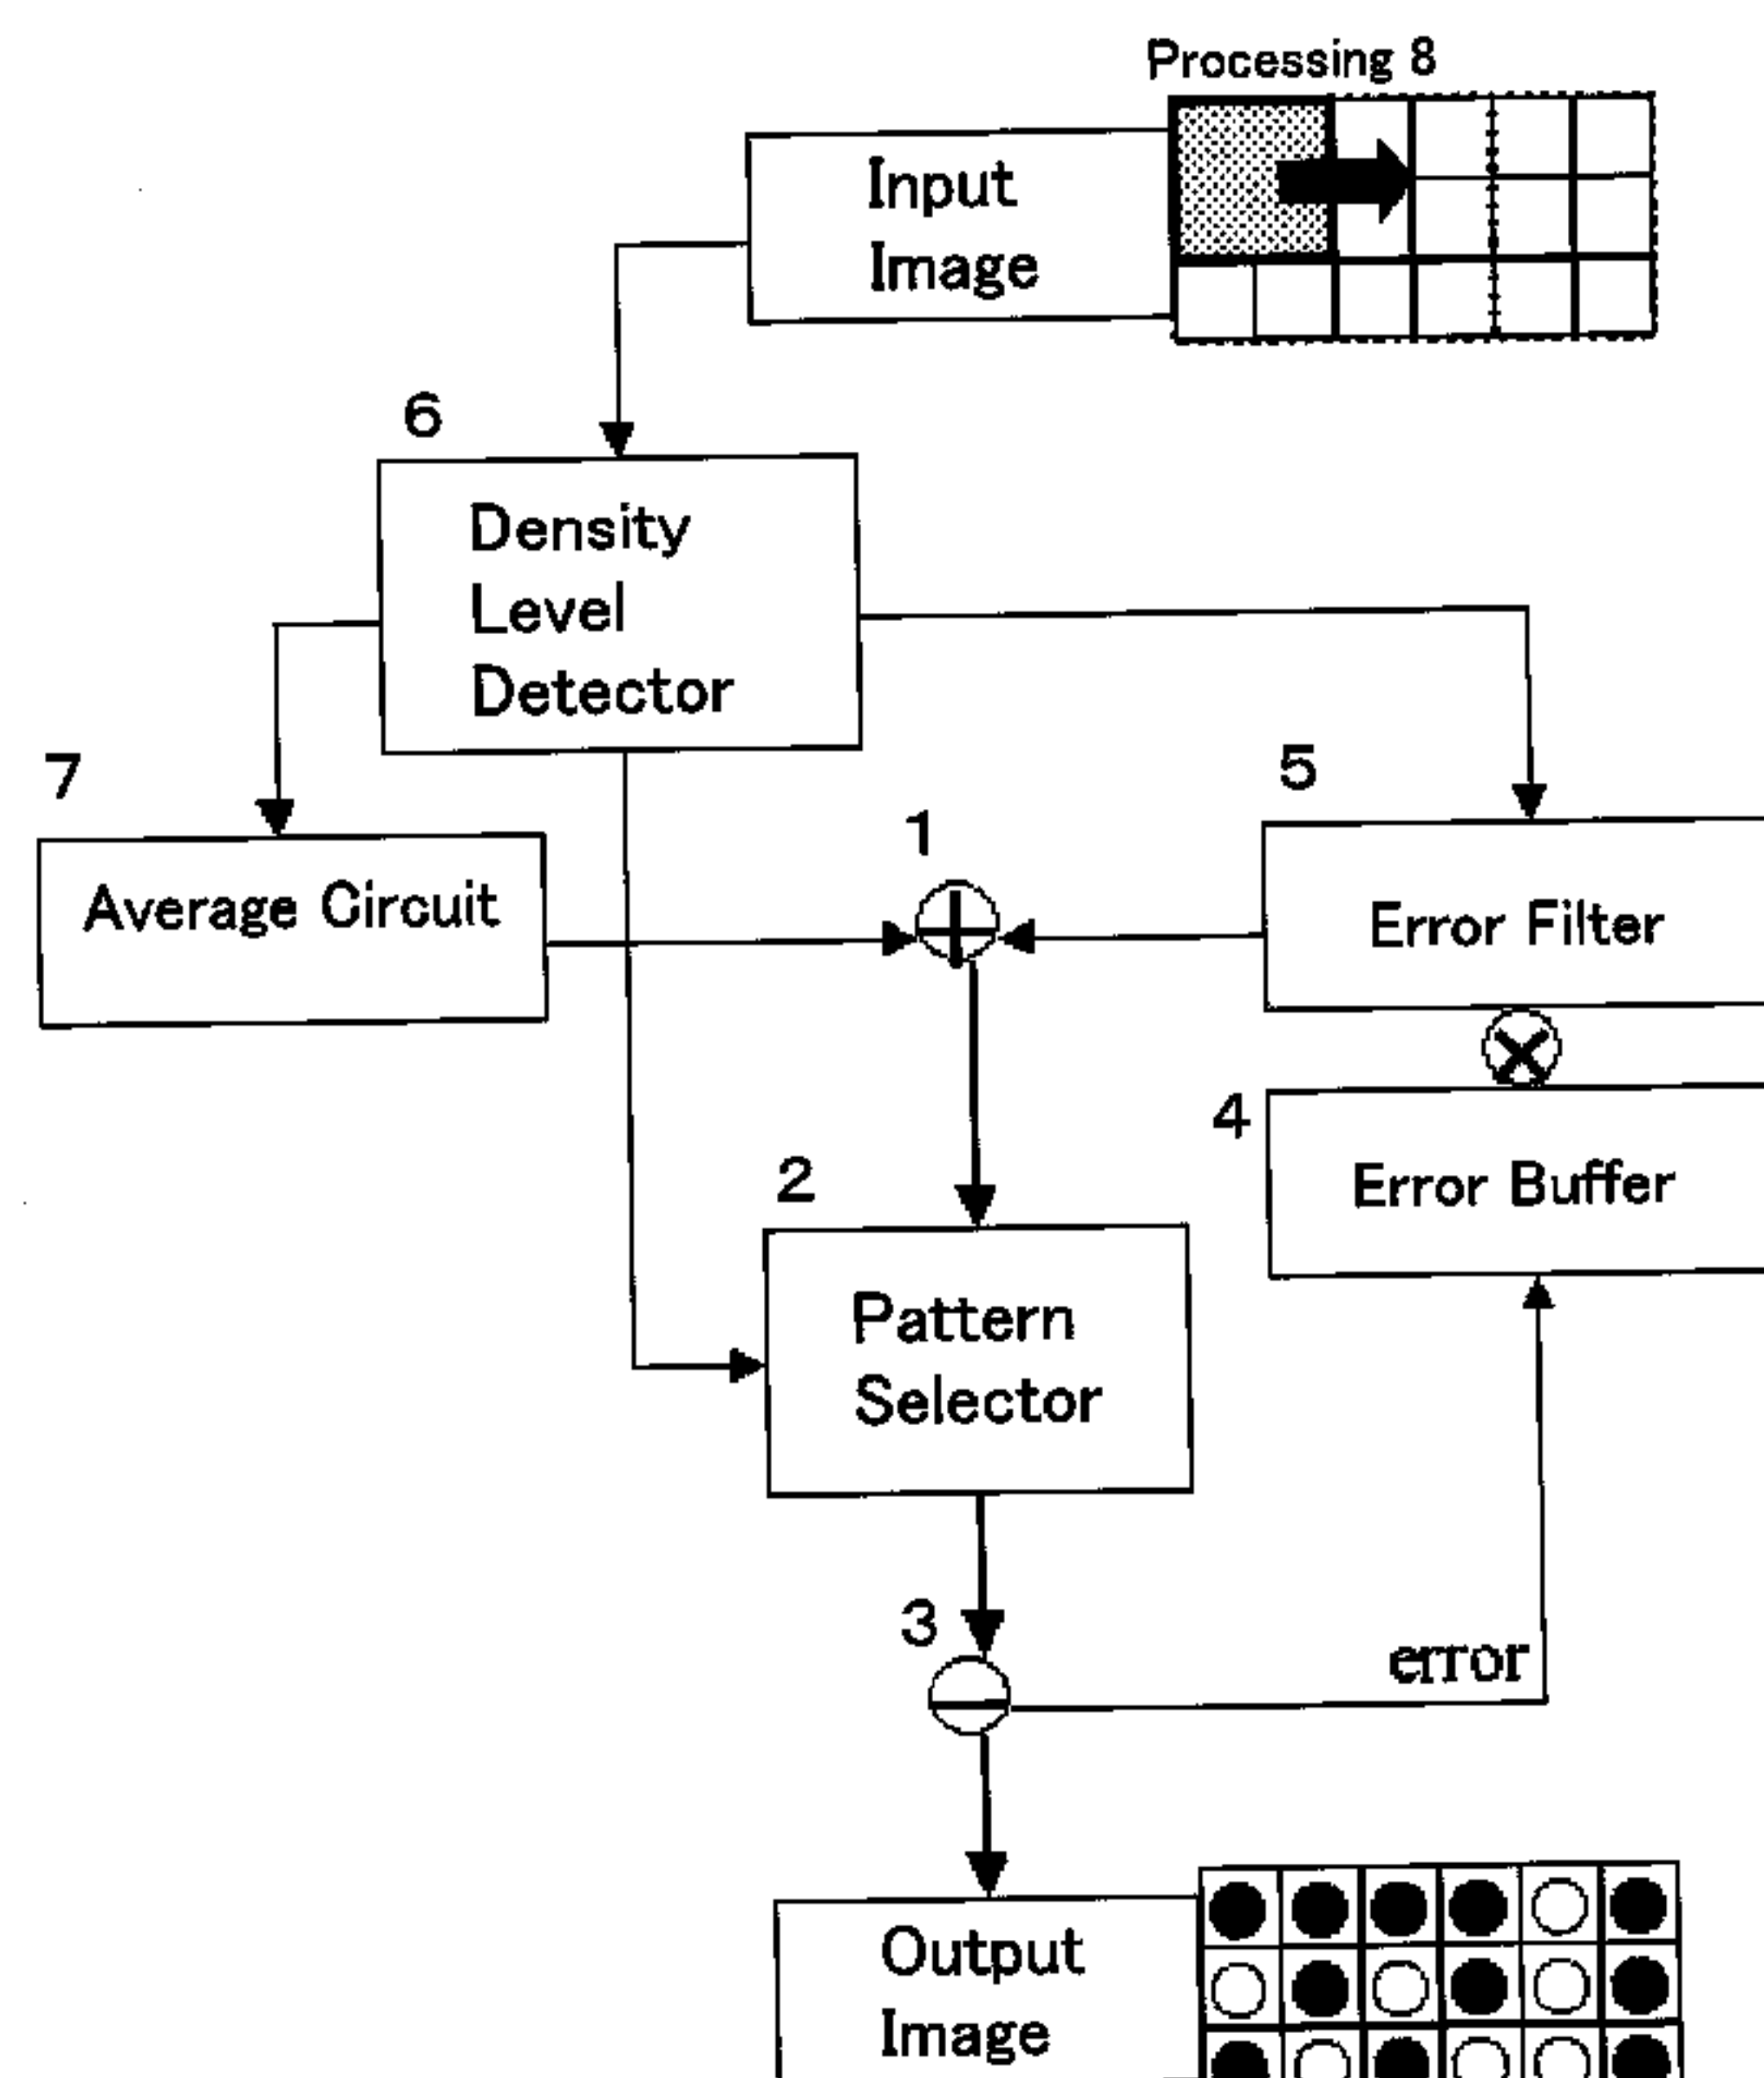 Processing 8
Input
Image
6
Density
Level
Detector
7
5
1
Average Circuit
Error Filter
4
2
Error Buffer
Pattern
Selector
3
error
Output
Image